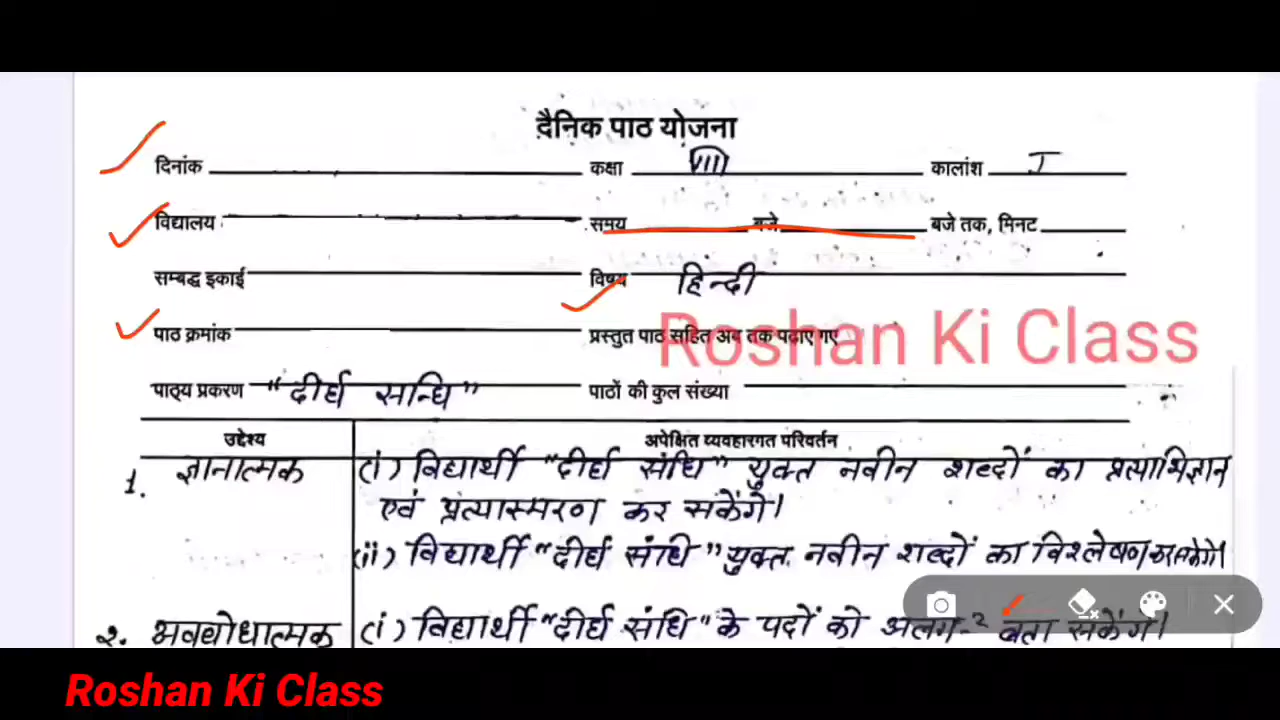 दैनिक पाठ योजना
दिनांक कक्षा VIII कालांश I
विद्यालय समय बजे बजे तक, मिनट
सम्बद्ध इकाई विषय हिन्दी
पाठ क्रमांक प्रस्तुत पाठ सहित अब तक पढ़ाए गए
Roshan Ki Class
पाठ्य प्रकरण "दीर्घ सन्धि" पाठों की कुल संख्या
उद्देश्य अपेक्षित व्यवहारगत परिवर्तन
1. ज्ञानात्मक (i) विद्यार्थी "दीर्घ संधि" युक्त नवीन शब्दों का प्रत्याभिज्ञान
एवं प्रत्यास्मरण कर सकेंगे।
(ii) विद्यार्थी "दीर्घ संधि" युक्त नवीन शब्दों का विश्लेषण कर सकेंगे।
२. अवबोधात्मक (i) विद्यार्थी "दीर्घ संधि" के पदों को अलग-२ बता सकेंगे।
Roshan Ki Class